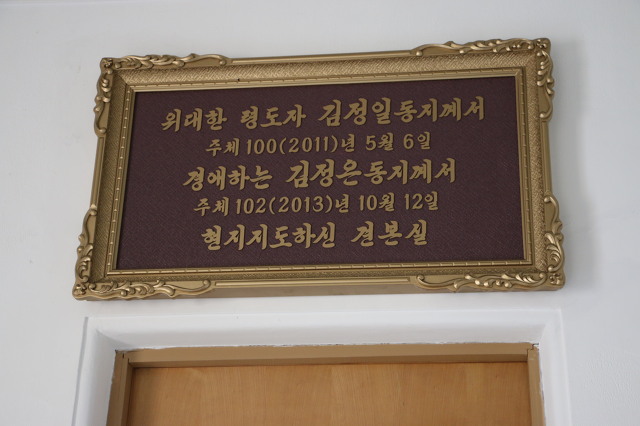 위대한 령도자 김정일동지께서
주체 100(2011)년 5월 6일
경애하는 김정은동지께서
주체 102(2013)년 10월 12일
현지지도하신 견본실